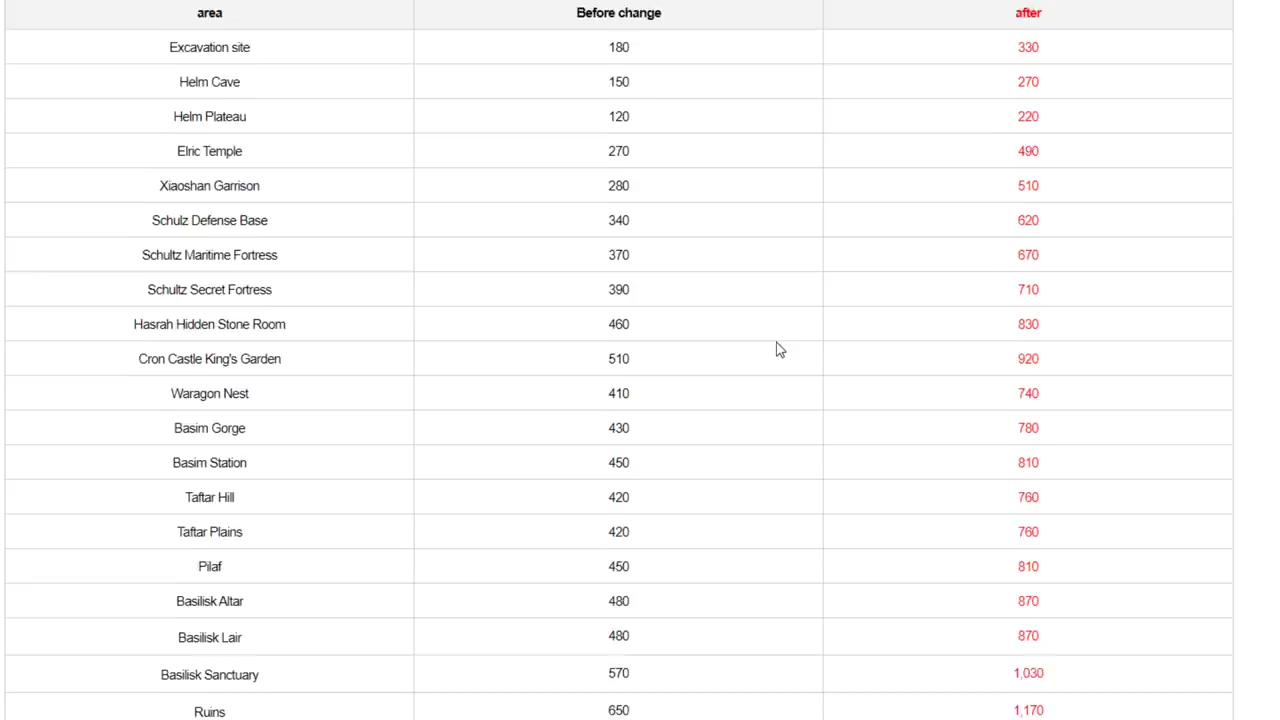 area Before change after
Excavation site 180 330
Helm Cave 150 270
Helm Plateau 120 220
Elric Temple 270 490
Xiaoshan Garrison 280 510
Schulz Defense Base 340 620
Schultz Maritime Fortress 370 670
Schultz Secret Fortress 390 710
Hasrah Hidden Stone Room 460 830
Cron Castle King's Garden 510 920
Waragon Nest 410 740
Basim Gorge 430 780
Basim Station 450 810
Taftar Hill 420 760
Taftar Plains 420 760
Pilaf 450 810
Basilisk Altar 480 870
Basilisk Lair 480 870
Basilisk Sanctuary 570 1,030
Ruins 650 1,170